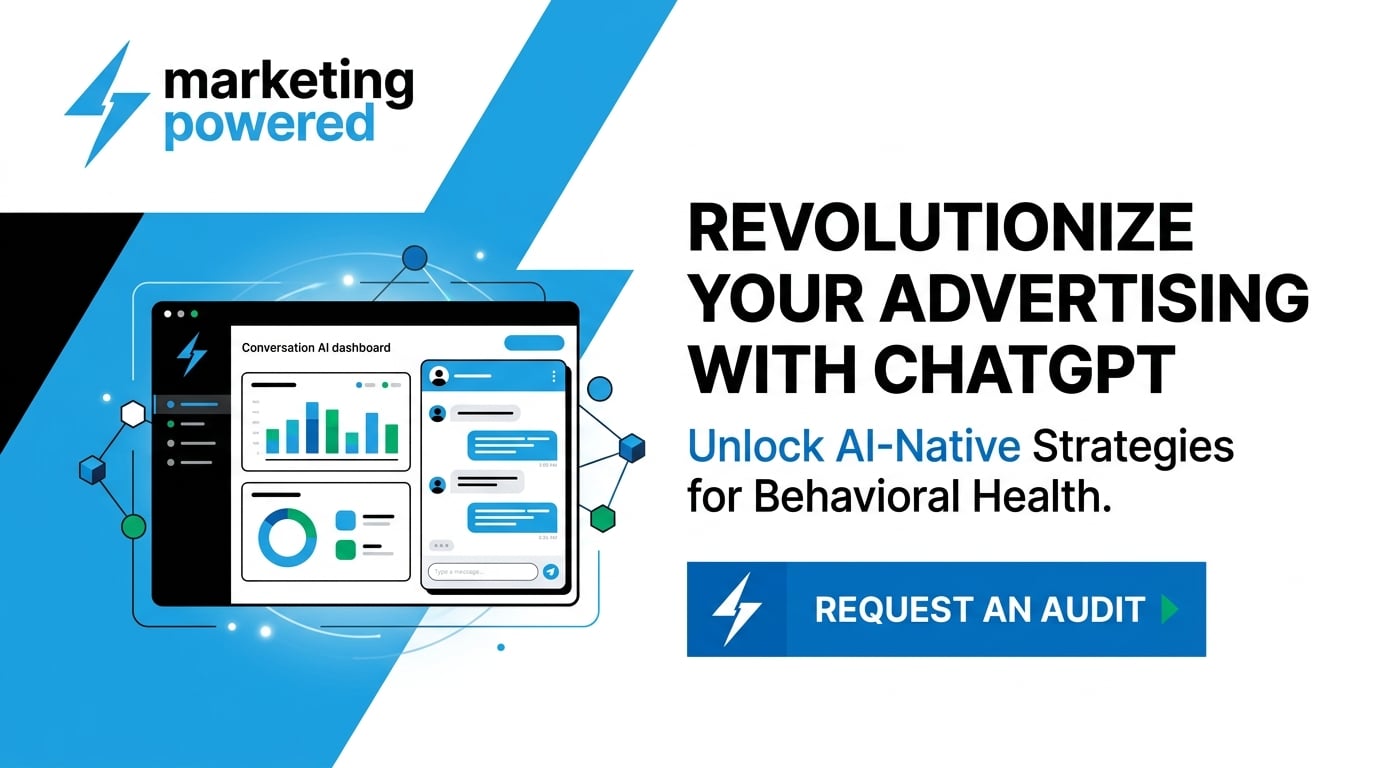 marketing
powered
Conversation AI dashboard
Type a message...
REVOLUTIONIZE
YOUR ADVERTISING
WITH CHATGPT
Unlock AI-Native Strategies
for Behavioral Health.
REQUEST AN AUDIT